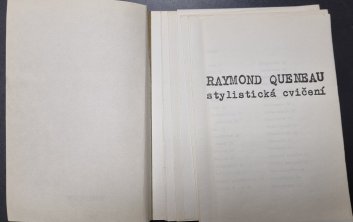 RAYMOND QUENEAU
stylistická cvičení